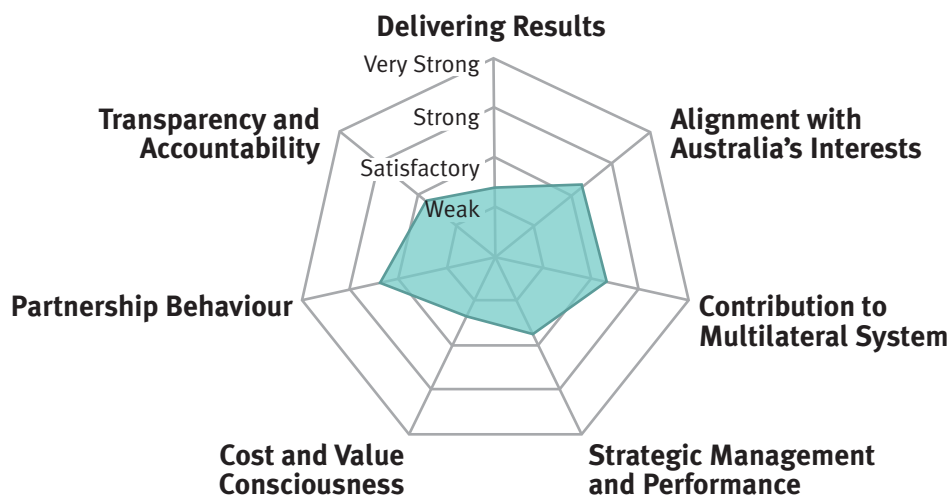 Delivering Results
Very Strong
Strong
Satisfactory
Weak
Transparency and
Accountability
Alignment with
Australia's Interests
Partnership Behaviour
Contribution to
Multilateral System
Cost and Value
Consciousness
Strategic Management
and Performance